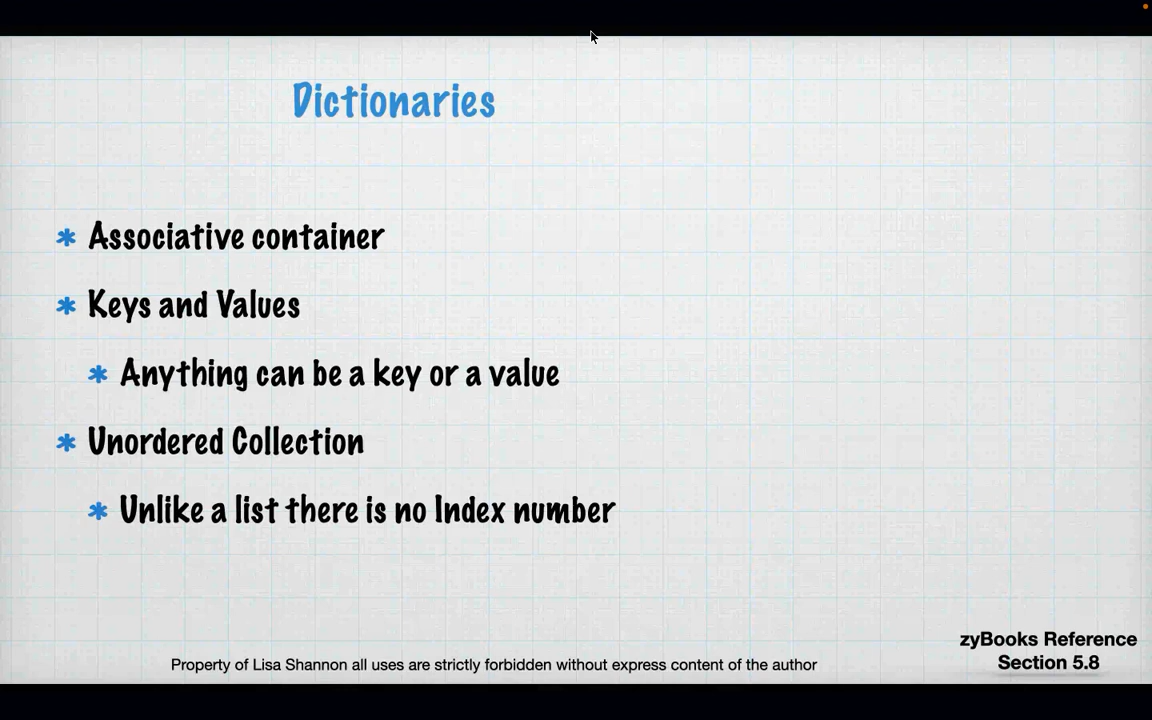 Dictionaries
* Associative container
* Keys and Values
* Anything can be a key or a value
* Unordered Collection
* Unlike a list there is no Index number
zyBooks Reference
Section 5.8
Property of Lisa Shannon all uses are strictly forbidden without express content of the author